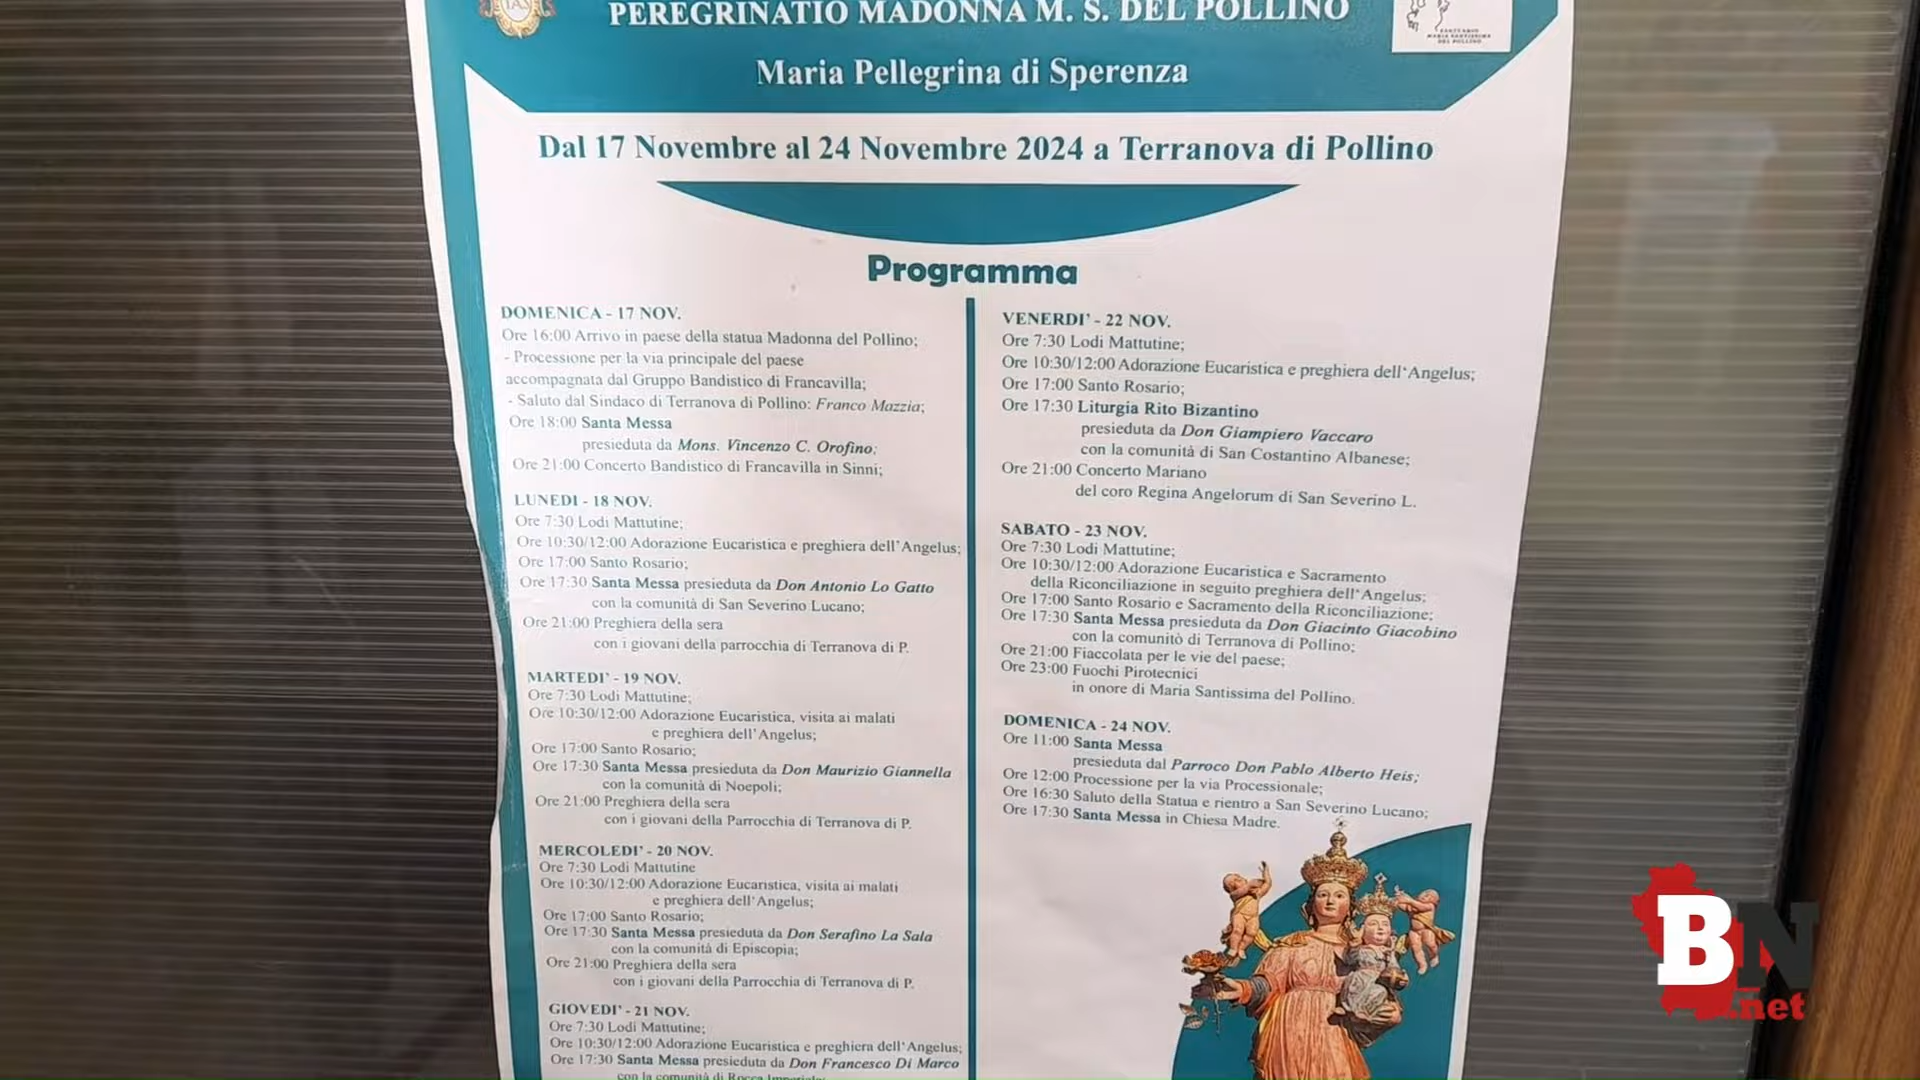 PEREGRINATIO MADONNA M. S. DEL POLLINO
SANTUARIO
MARIA SANTISSIMA
DEL POLLINO
Maria Pellegrina di Sperenza
Dal 17 Novembre al 24 Novembre 2024 a Terranova di Pollino
Programma
DOMENICA - 17 NOV.
Ore 16:00 Arrivo in paese della statua Madonna del Pollino;
- Processione per la via principale del paese
accompagnata dal Gruppo Bandistico di Francavilla;
- Saluto dal Sindaco di Terranova di Pollino: Franco Mazzia;
Ore 18:00 Santa Messa
presieduta da Mons. Vincenzo C. Orofino;
Ore 21:00 Concerto Bandistico di Francavilla in Sinni;
LUNEDI - 18 NOV.
Ore 7:30 Lodi Mattutine;
Ore 10:30/12:00 Adorazione Eucaristica e preghiera dell'Angelus;
Ore 17:00 Santo Rosario;
Ore 17:30 Santa Messa presieduta da Don Antonio Lo Gatto
con la comunità di San Severino Lucano;
Ore 21:00 Preghiera della sera
con i giovani della parrocchia di Terranova di P.
MARTEDI' - 19 NOV.
Ore 7:30 Lodi Mattutine;
Ore 10:30/12:00 Adorazione Eucaristica, visita ai malati
e preghiera dell'Angelus;
Ore 17:00 Santo Rosario;
Ore 17:30 Santa Messa presieduta da Don Maurizio Giannella
con la comunità di Noepoli;
Ore 21:00 Preghiera della sera
con i giovani della Parrocchia di Terranova di P.
MERCOLEDI' - 20 NOV.
Ore 7:30 Lodi Mattutine
Ore 10:30/12:00 Adorazione Eucaristica, visita ai malati
e preghiera dell'Angelus;
Ore 17:00 Santo Rosario;
Ore 17:30 Santa Messa presieduta da Don Serafino La Sala
con la comunità di Episcopia;
Ore 21:00 Preghiera della sera
con i giovani della Parrocchia di Terranova di P.
GIOVEDI' - 21 NOV.
Ore 7:30 Lodi Mattutine;
Ore 10:30/12:00 Adorazione Eucaristica e preghiera dell'Angelus;
Ore 17:30 Santa Messa presieduta da Don Francesco Di Marco
con la comunità di Rocca Imperiale;
VENERDI' - 22 NOV.
Ore 7:30 Lodi Mattutine;
Ore 10:30/12:00 Adorazione Eucaristica e preghiera dell'Angelus;
Ore 17:00 Santo Rosario;
Ore 17:30 Liturgia Rito Bizantino
presieduta da Don Giampiero Vaccaro
con la comunità di San Costantino Albanese;
Ore 21:00 Concerto Mariano
del coro Regina Angelorum di San Severino L.
SABATO - 23 NOV.
Ore 7:30 Lodi Mattutine;
Ore 10:30/12:00 Adorazione Eucaristica e Sacramento
della Riconciliazione in seguito preghiera dell'Angelus;
Ore 17:00 Santo Rosario e Sacramento della Riconciliazione;
Ore 17:30 Santa Messa presieduta da Don Giacinto Giacobino
con la comunitò di Terranova di Pollino;
Ore 21:00 Fiaccolata per le vie del paese;
Ore 23:00 Fuochi Pirotecnici
in onore di Maria Santissima del Pollino.
DOMENICA - 24 NOV.
Ore 11:00 Santa Messa
presieduta dal Parroco Don Pablo Alberto Heis;
Ore 12:00 Processione per la via Processionale;
Ore 16:30 Saluto della Statua e rientro a San Severino Lucano;
Ore 17:30 Santa Messa in Chiesa Madre.
BN
.net